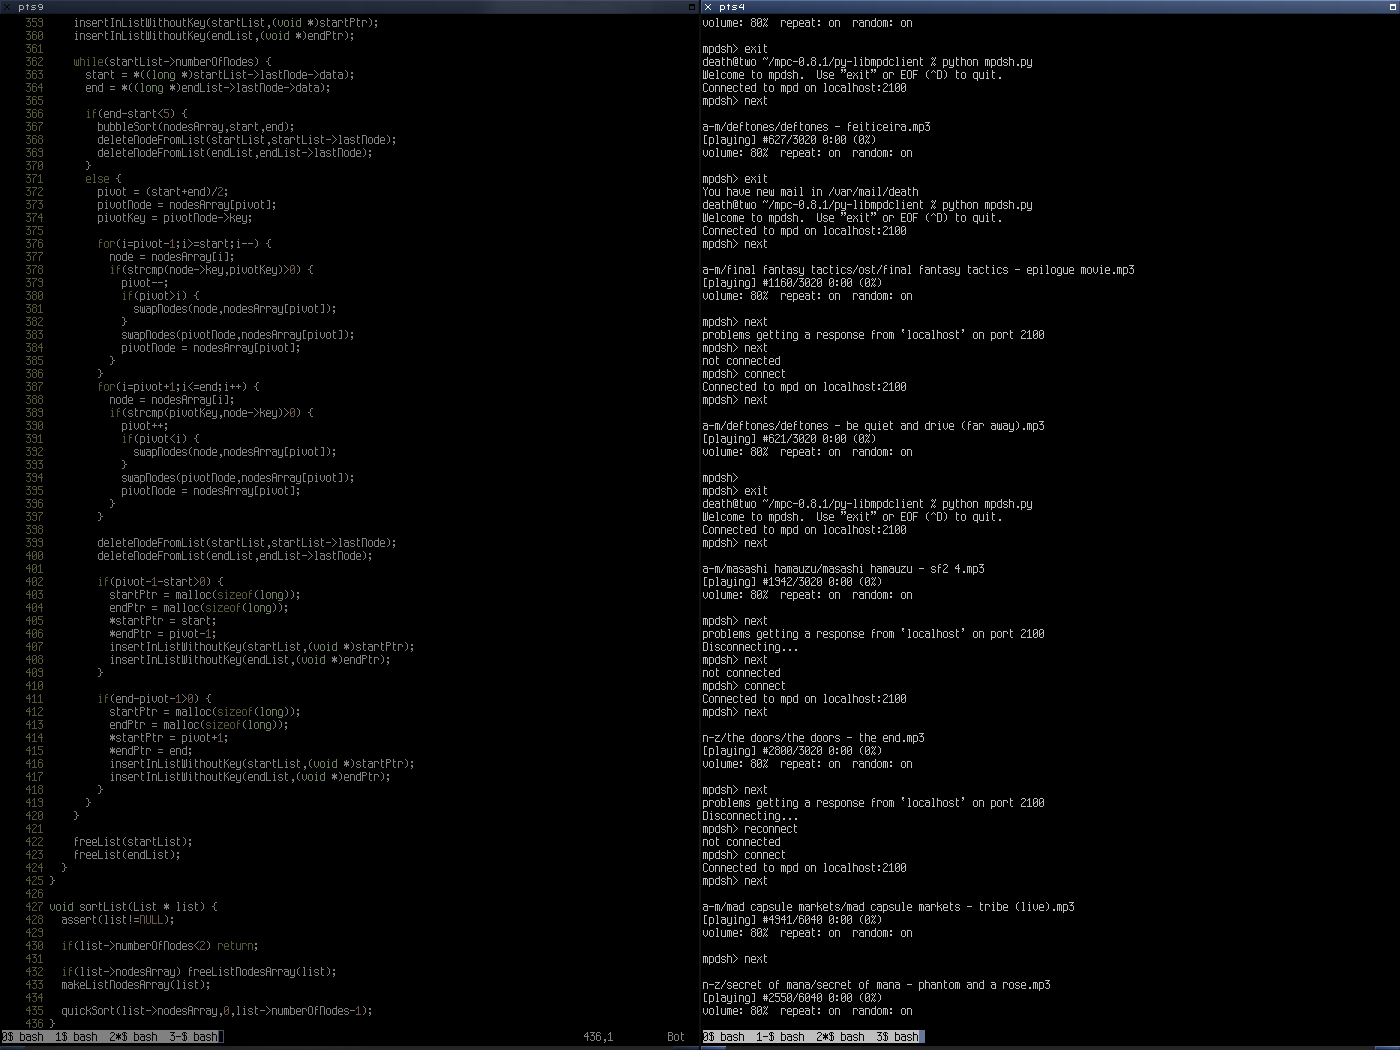 pts9
359     insertInListWithoutKey(startList,(void *)startPtr);
360     insertInListWithoutKey(endList,(void *)endPtr);
361
362     while(startList->numberOfNodes) {
363       start = *((long *)startList->lastNode->data);
364       end = *((long *)endList->lastNode->data);
365
366       if(end-start<5) {
367         bubbleSort(nodesArray,start,end);
368         deleteNodeFromList(startList,startList->lastNode);
369         deleteNodeFromList(endList,endList->lastNode);
370       }
371       else {
372         pivot = (start+end)/2;
373         pivotNode = nodesArray[pivot];
374         pivotKey = pivotNode->key;
375
376         for(i=pivot-1;i>=start;i--) {
377           node = nodesArray[i];
378           if(strcmp(node->key,pivotKey)>0) {
379             pivot--;
380             if(pivot>i) {
381               swapNodes(node,nodesArray[pivot]);
382             }
383             swapNodes(pivotNode,nodesArray[pivot]);
384             pivotNode = nodesArray[pivot];
385           }
386         }
387         for(i=pivot+1;i<=end;i++) {
388           node = nodesArray[i];
389           if(strcmp(pivotKey,node->key)>0) {
390             pivot++;
391             if(pivot<i) {
392               swapNodes(node,nodesArray[pivot]);
393             }
394             swapNodes(pivotNode,nodesArray[pivot]);
395             pivotNode = nodesArray[pivot];
396           }
397         }
398
399         deleteNodeFromList(startList,startList->lastNode);
400         deleteNodeFromList(endList,endList->lastNode);
401
402         if(pivot-1-start>0) {
403           startPtr = malloc(sizeof(long));
404           endPtr = malloc(sizeof(long));
405           *startPtr = start;
406           *endPtr = pivot-1;
407           insertInListWithoutKey(startList,(void *)startPtr);
408           insertInListWithoutKey(endList,(void *)endPtr);
409         }
410
411         if(end-pivot-1>0) {
412           startPtr = malloc(sizeof(long));
413           endPtr = malloc(sizeof(long));
414           *startPtr = pivot+1;
415           *endPtr = end;
416           insertInListWithoutKey(startList,(void *)startPtr);
417           insertInListWithoutKey(endList,(void *)endPtr);
418         }
419       }
420     }
421
422     freeList(startList);
423     freeList(endList);
424   }
425 }
426
427 void sortList(List * list) {
428   assert(list!=NULL);
429
430   if(list->numberOfNodes<2) return;
431
432   if(list->nodesArray) freeListNodesArray(list);
433   makeListNodesArray(list);
434
435   quickSort(list->nodesArray,0,list->numberOfNodes-1);
436 }
436,1 Bot
0$ bash  1$ bash  2*$ bash  3-$ bash
pts4
volume: 80%  repeat: on  random: on
mpdsh> exit
death@two ~/mpc-0.8.1/py-libmpdclient % python mpdsh.py
Welcome to mpdsh.  Use "exit" or EOF (^D) to quit.
Connected to mpd on localhost:2100
mpdsh> next
a-m/deftones/deftones - feiticeira.mp3
[playing] #627/3020 0:00 (0%)
volume: 80%  repeat: on  random: on
mpdsh> exit
You have new mail in /var/mail/death
death@two ~/mpc-0.8.1/py-libmpdclient % python mpdsh.py
Welcome to mpdsh.  Use "exit" or EOF (^D) to quit.
Connected to mpd on localhost:2100
mpdsh> next
a-m/final fantasy tactics/ost/final fantasy tactics - epilogue movie.mp3
[playing] #1160/3020 0:00 (0%)
volume: 80%  repeat: on  random: on
mpdsh> next
problems getting a response from 'localhost' on port 2100
mpdsh> next
not connected
mpdsh> connect
Connected to mpd on localhost:2100
mpdsh> next
a-m/deftones/deftones - be quiet and drive (far away).mp3
[playing] #621/3020 0:00 (0%)
volume: 80%  repeat: on  random: on
mpdsh>
mpdsh> exit
death@two ~/mpc-0.8.1/py-libmpdclient % python mpdsh.py
Welcome to mpdsh.  Use "exit" or EOF (^D) to quit.
Connected to mpd on localhost:2100
mpdsh> next
a-m/masashi hamauzu/masashi hamauzu - sf2 4.mp3
[playing] #1942/3020 0:00 (0%)
volume: 80%  repeat: on  random: on
mpdsh> next
problems getting a response from 'localhost' on port 2100
Disconnecting...
mpdsh> next
not connected
mpdsh> connect
Connected to mpd on localhost:2100
mpdsh> next
n-z/the doors/the doors - the end.mp3
[playing] #2800/3020 0:00 (0%)
volume: 80%  repeat: on  random: on
mpdsh> next
problems getting a response from 'localhost' on port 2100
Disconnecting...
mpdsh> reconnect
not connected
mpdsh> connect
Connected to mpd on localhost:2100
mpdsh> next
a-m/mad capsule markets/mad capsule markets - tribe (live).mp3
[playing] #4941/6040 0:00 (0%)
volume: 80%  repeat: on  random: on
mpdsh> next
n-z/secret of mana/secret of mana - phantom and a rose.mp3
[playing] #2550/6040 0:00 (0%)
volume: 80%  repeat: on  random: on
0$ bash  1-$ bash  2*$ bash  3$ bash